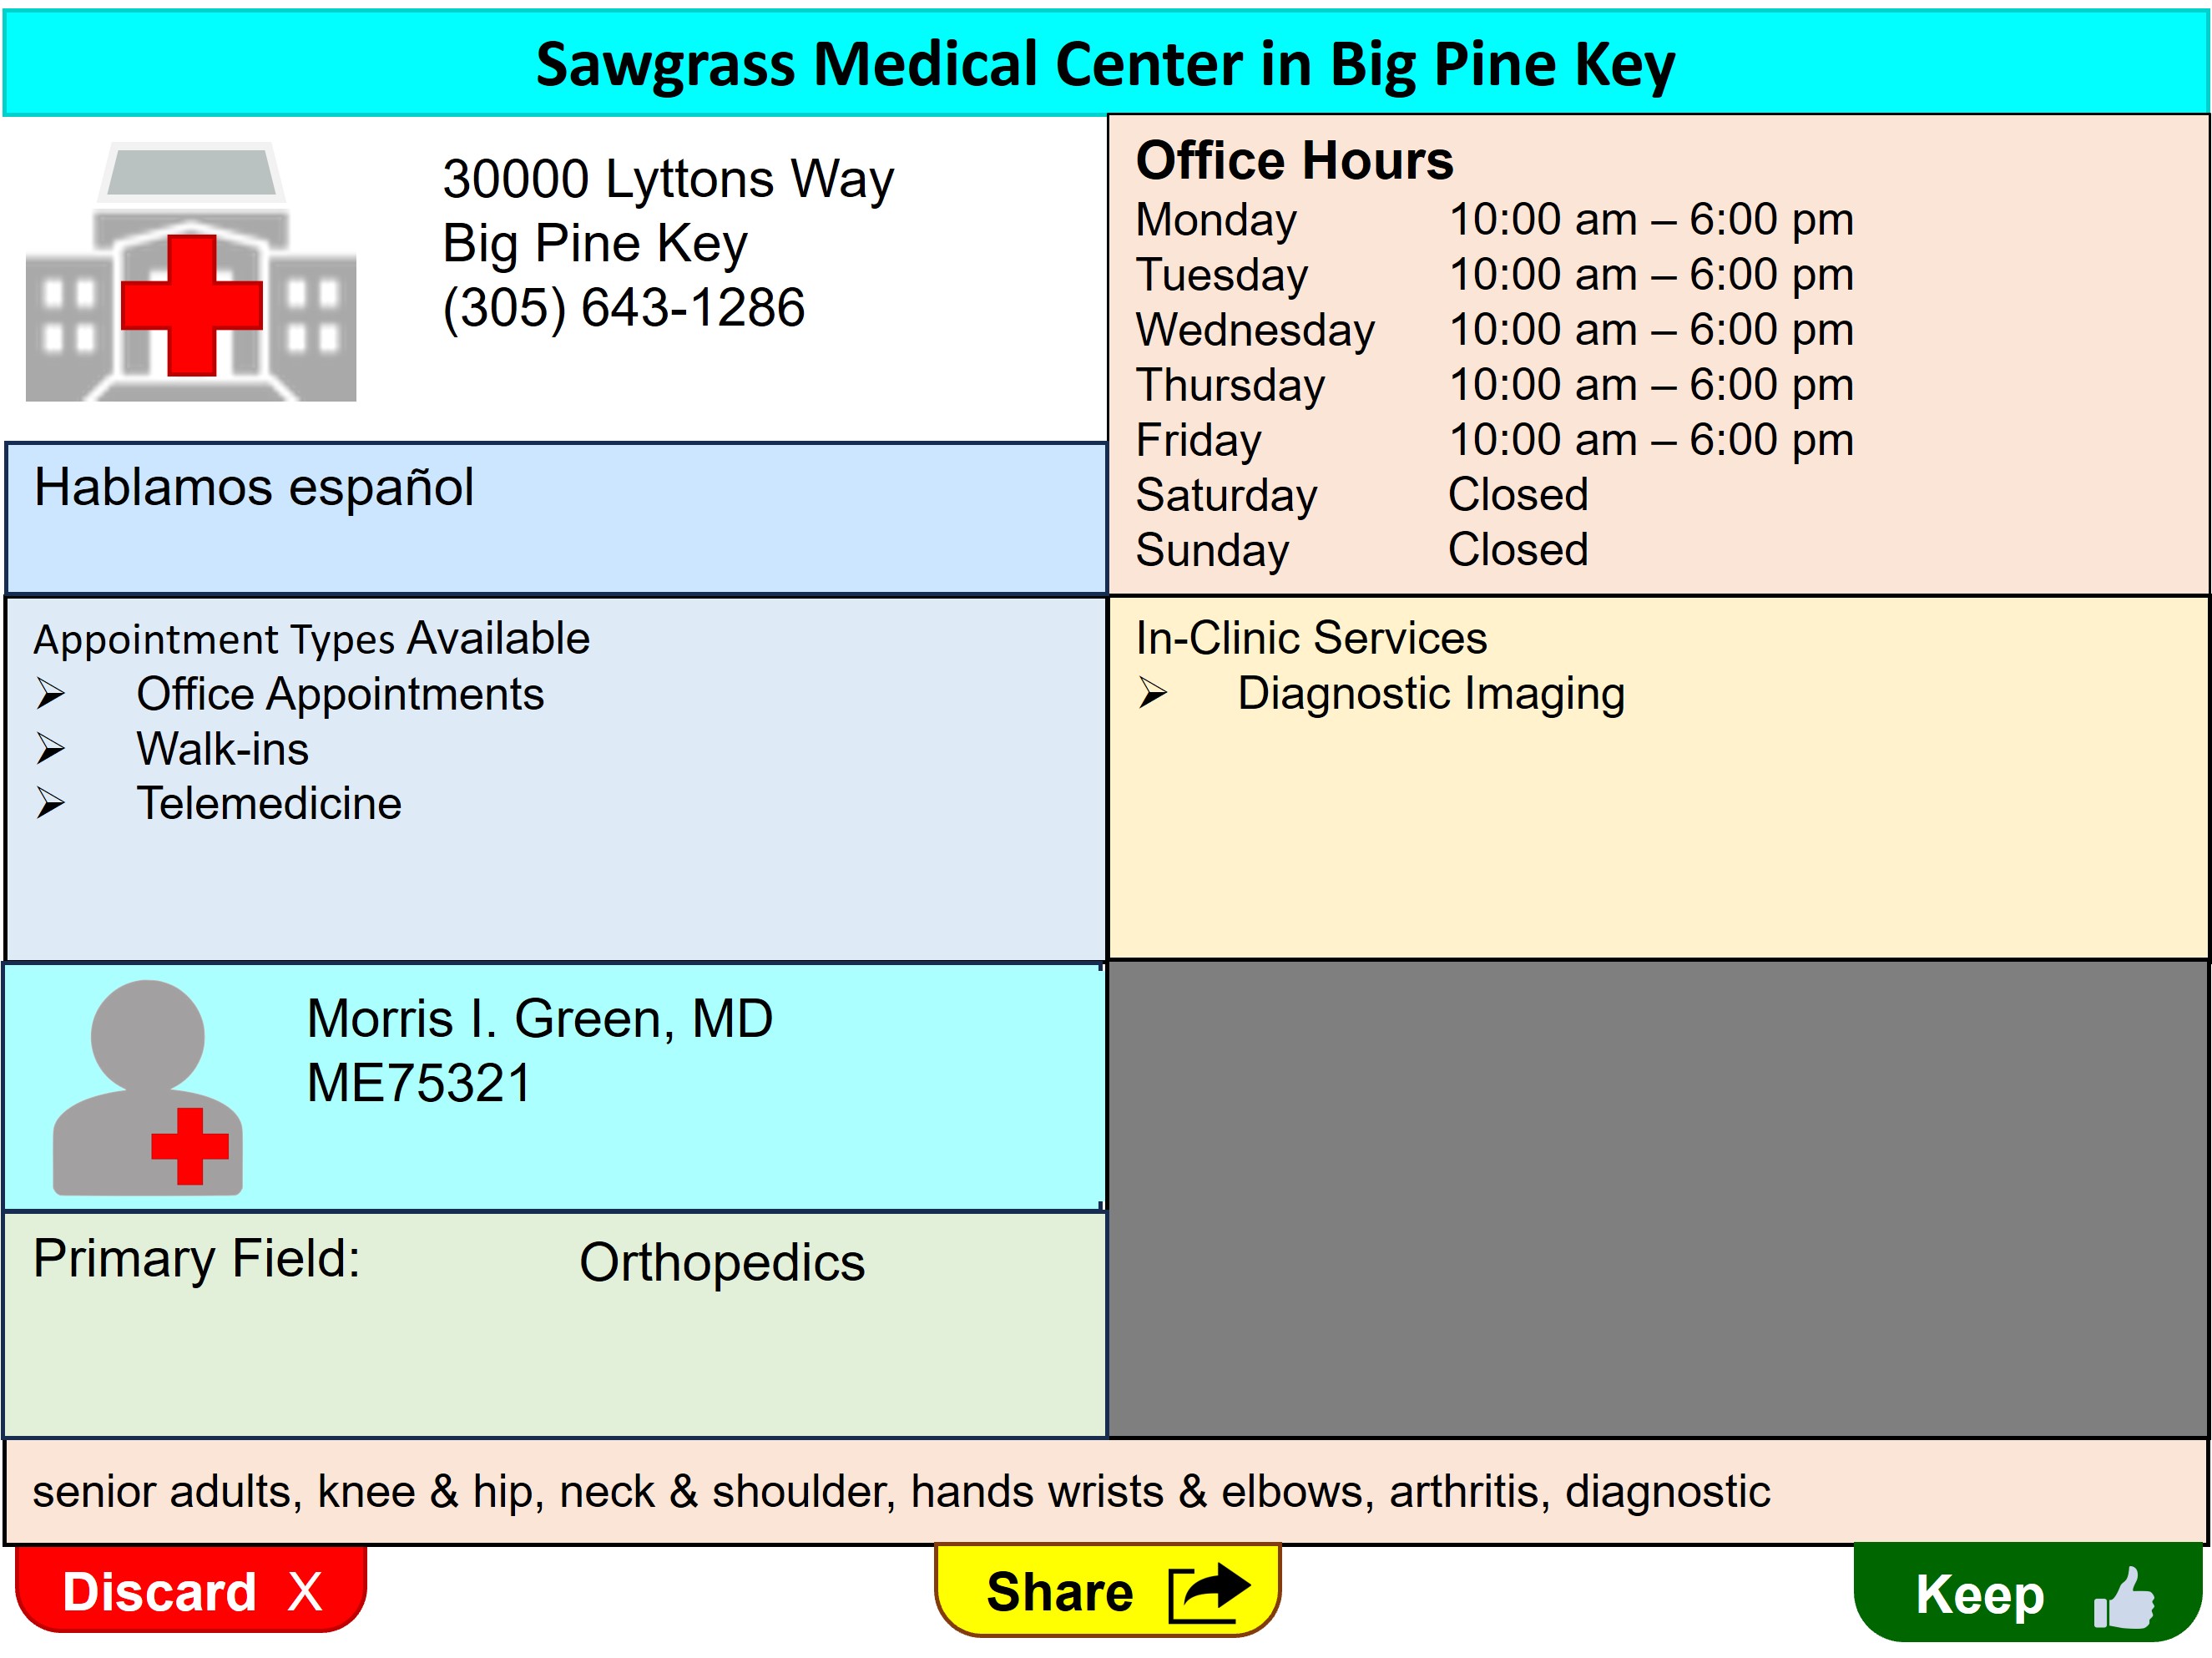 Sawgrass Medical Center in Big Pine Key
30000 Lyttons Way
Big Pine Key
(305) 643-1286
Office Hours
Monday 10:00 am – 6:00 pm
Tuesday 10:00 am – 6:00 pm
Wednesday 10:00 am – 6:00 pm
Thursday 10:00 am – 6:00 pm
Friday 10:00 am – 6:00 pm
Saturday Closed
Sunday Closed
Hablamos español
Appointment Types Available
➢ Office Appointments
➢ Walk-ins
➢ Telemedicine
In-Clinic Services
➢ Diagnostic Imaging
Morris I. Green, MD
ME75321
Primary Field: Orthopedics
senior adults, knee & hip, neck & shoulder, hands wrists & elbows, arthritis, diagnostic
Discard X
Share
Keep